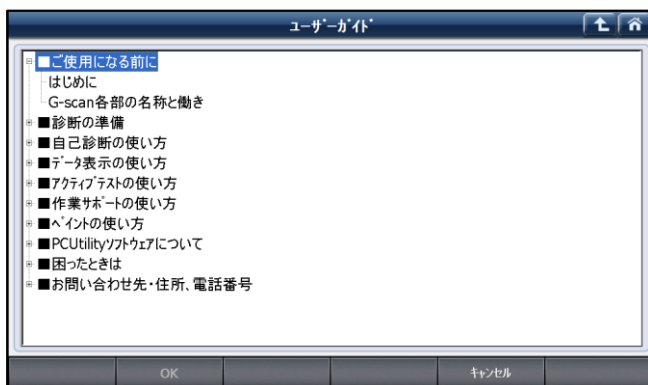 ﾕｰｻﾞｰｶﾞｲﾄﾞ
■ご使用になる前に
はじめに
G-scan各部の名称と働き
■診断の準備
■自己診断の使い方
■ﾃﾞｰﾀ表示の使い方
■ｱｸﾃｨﾌﾞﾃｽﾄの使い方
■作業ｻﾎﾟｰﾄの使い方
■ﾍﾟｲﾝﾄの使い方
■PCUtilityｿﾌﾄｳｪｱについて
■困ったときは
■お問い合わせ先・住所、電話番号
OK
ｷｬﾝｾﾙ